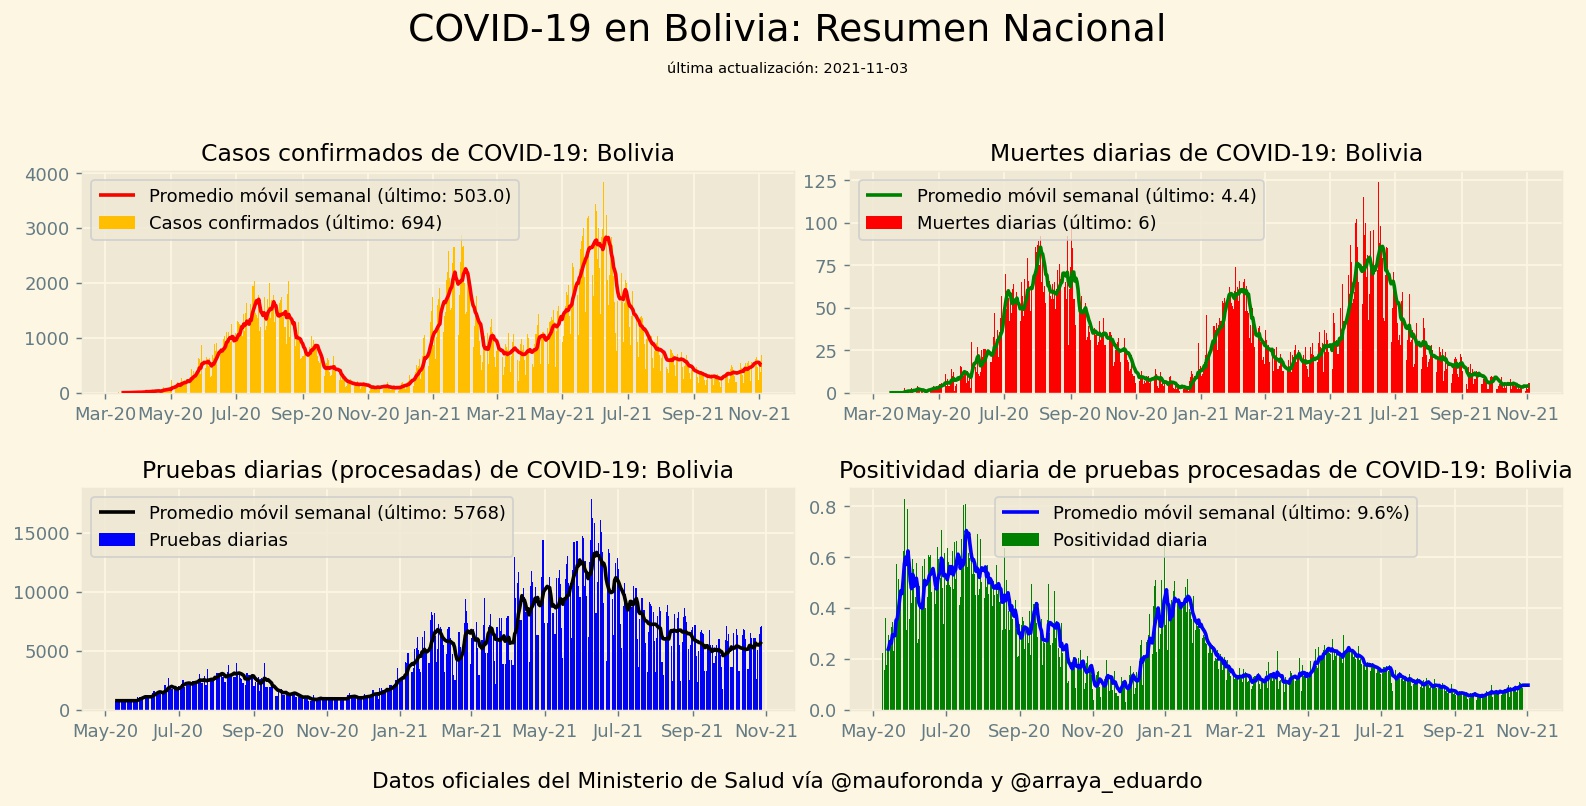 COVID-19 en Bolivia: Resumen Nacional
última actualización: 2021-11-03
Casos confirmados de COVID-19: Bolivia
Promedio móvil semanal (último: 503.0)
Casos confirmados (último: 694)
4000
3000
2000
1000
0
Mar-20 May-20 Jul-20 Sep-20 Nov-20 Jan-21 Mar-21 May-21 Jul-21 Sep-21 Nov-21
Muertes diarias de COVID-19: Bolivia
Promedio móvil semanal (último: 4.4)
Muertes diarias (último: 6)
125
100
75
50
25
0
Mar-20 May-20 Jul-20 Sep-20 Nov-20 Jan-21 Mar-21 May-21 Jul-21 Sep-21 Nov-21
Pruebas diarias (procesadas) de COVID-19: Bolivia
Promedio móvil semanal (último: 5768)
Pruebas diarias
15000
10000
5000
0
May-20 Jul-20 Sep-20 Nov-20 Jan-21 Mar-21 May-21 Jul-21 Sep-21 Nov-21
Positividad diaria de pruebas procesadas de COVID-19: Bolivia
Promedio móvil semanal (último: 9.6%)
Positividad diaria
0.8
0.6
0.4
0.2
0.0
May-20 Jul-20 Sep-20 Nov-20 Jan-21 Mar-21 May-21 Jul-21 Sep-21 Nov-21
Datos oficiales del Ministerio de Salud vía @mauforonda y @arraya_eduardo